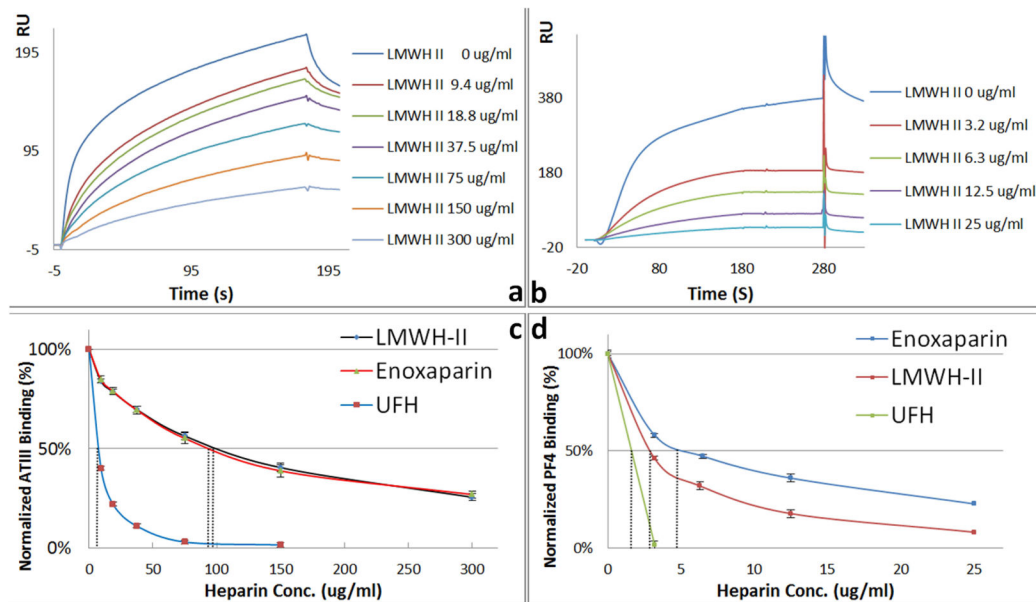 RU
195
95
-5
-5
95
195
Time (s)
LMWH II 0 ug/ml
LMWH II 9.4 ug/ml
LMWH II 18.8 ug/ml
LMWH II 37.5 ug/ml
LMWH II 75 ug/ml
LMWH II 150 ug/ml
LMWH II 300 ug/ml
a
RU
380
180
-20
-20
80
180
280
Time (S)
LMWH II 0 ug/ml
LMWH II 3.2 ug/ml
LMWH II 6.3 ug/ml
LMWH II 12.5 ug/ml
LMWH II 25 ug/ml
b
c
Normalized ATIII Binding (%)
100%
50%
0%
0
50
100
150
200
250
300
Heparin Conc. (ug/ml)
LMWH-II
Enoxaparin
UFH
d
Normalized PF4 Binding (%)
100%
50%
0%
0
5
10
15
20
25
Heparin Conc. (ug/ml)
Enoxaparin
LMWH-II
UFH